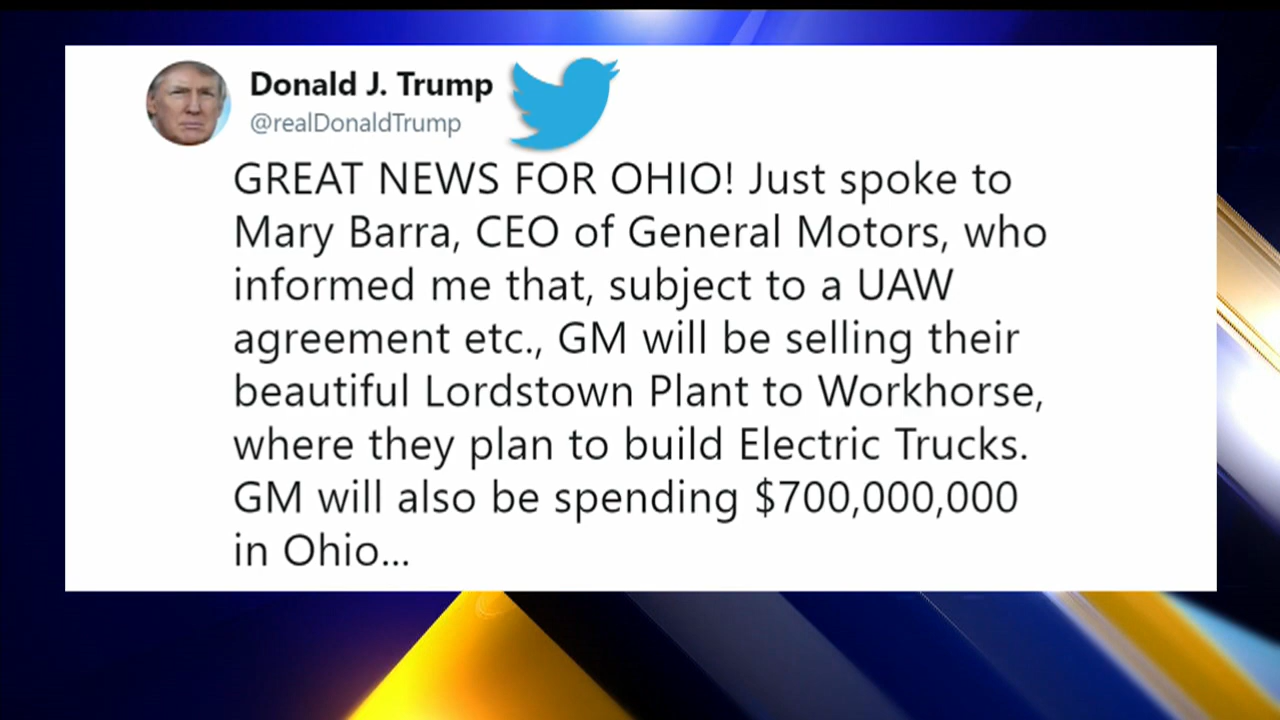 Donald J. Trump
@realDonaldTrump
GREAT NEWS FOR OHIO! Just spoke to
Mary Barra, CEO of General Motors, who
informed me that, subject to a UAW
agreement etc., GM will be selling their
beautiful Lordstown Plant to Workhorse,
where they plan to build Electric Trucks.
GM will also be spending $700,000,000
in Ohio...